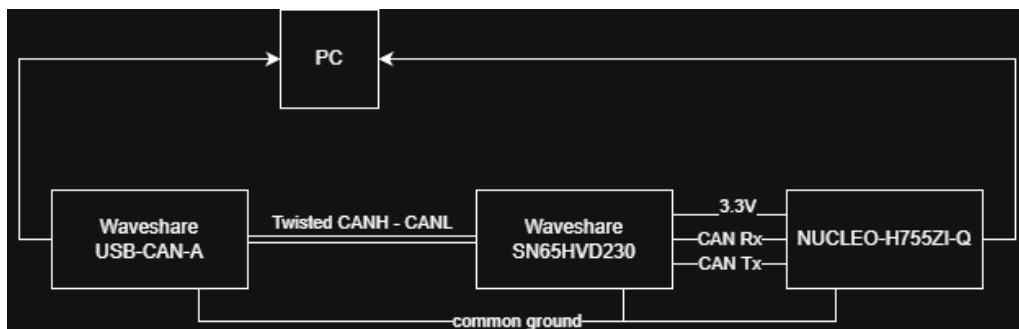 PC
Waveshare
USB-CAN-A
Twisted CANH - CANL
Waveshare
SN65HVD230
3.3V
CAN Rx
CAN Tx
NUCLEO-H755ZI-Q
common ground